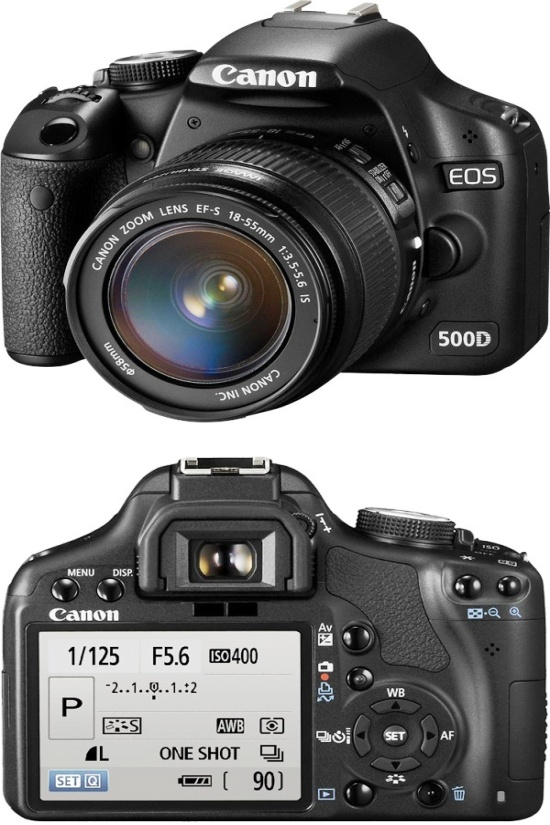 Canon
EOS
CANON ZOOM LENS EF-S 18-55mm 1:3.5-5.6 IS
500D
ø58mm
CANON INC.
MENU DISP.
ISO
Canon
Av
1/125 F5.6 ISO400
-2..1..0..1.:2
P
S
AWB
WB
SET
AF
L ONE SHOT
SET Q
[ 90]